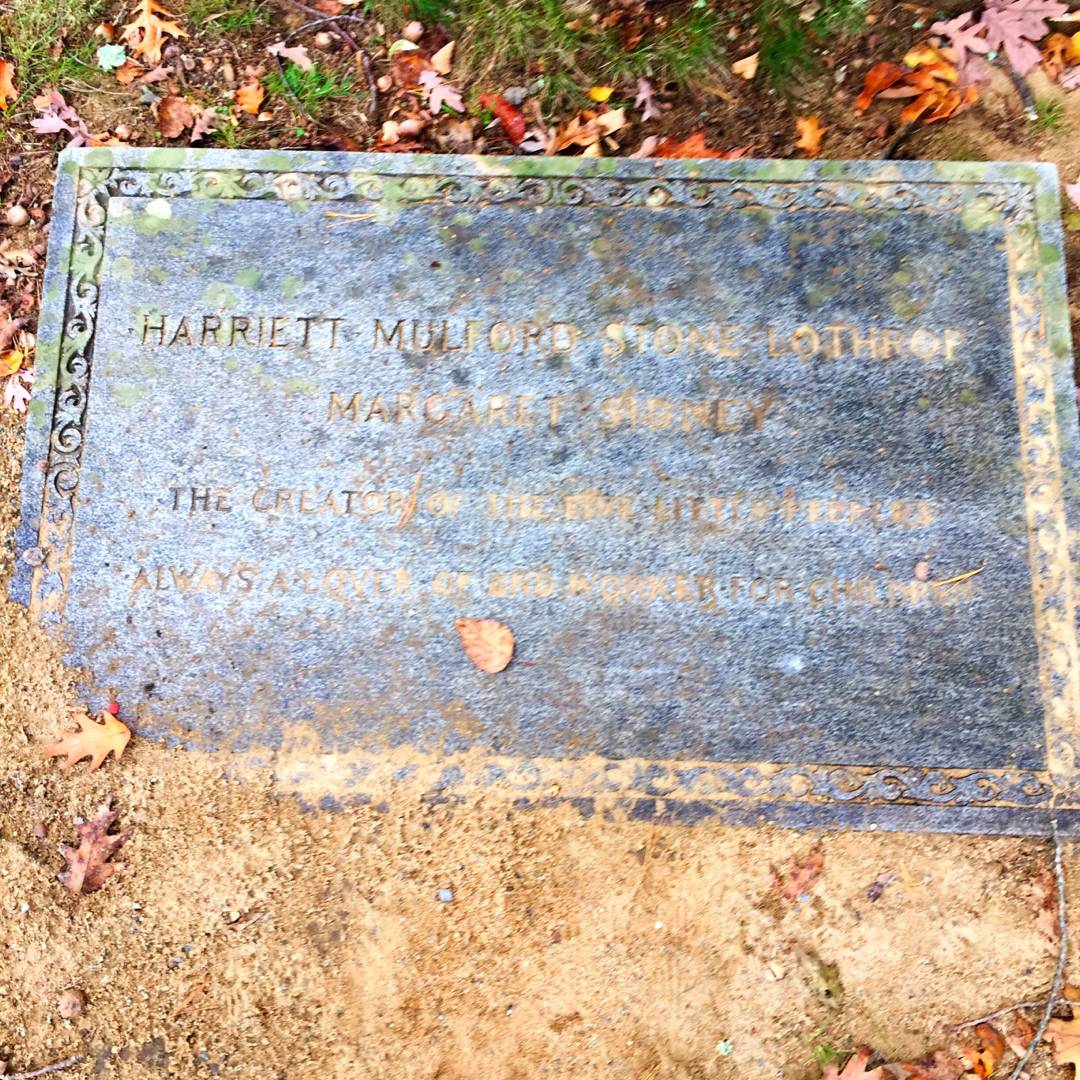 HARRIETT MULFORD STONE LOTHROP
MARGARET SIDNEY
THE CREATOR OF THE FIVE LITTLE PEPPERS
ALWAYS A LOVER OF AND WORKER FOR CHILDREN